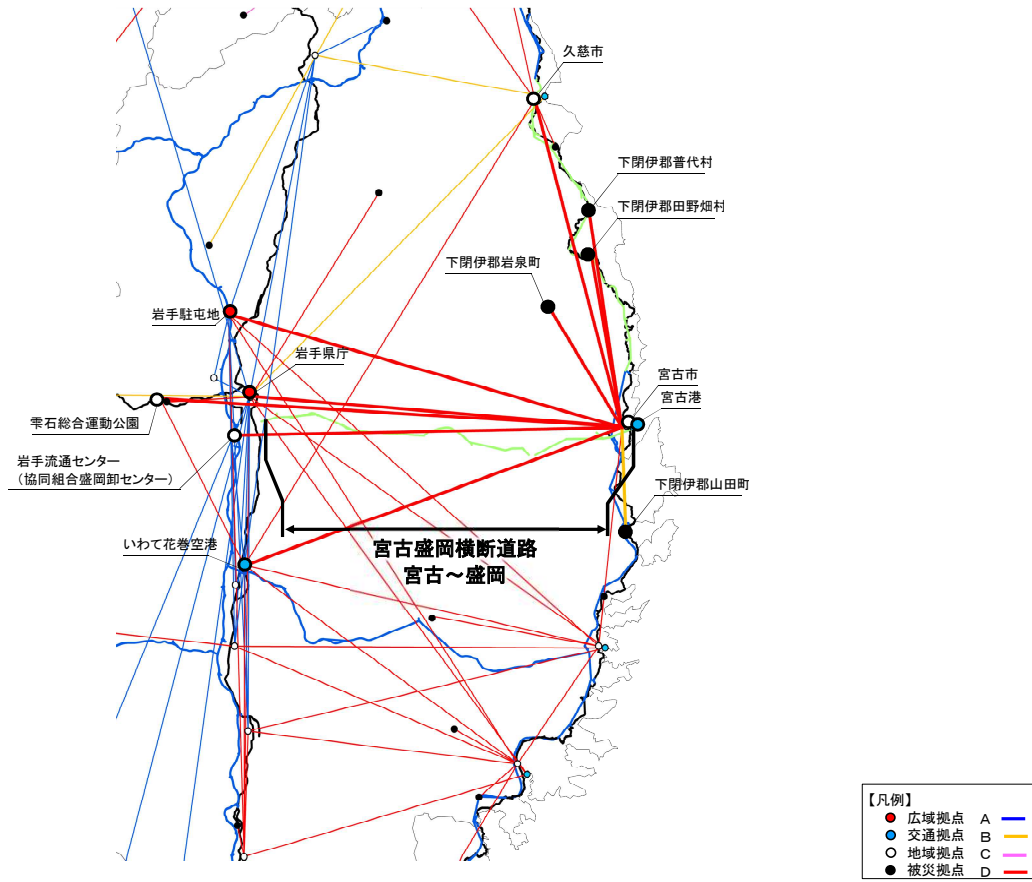 久慈市
下閉伊郡普代村
下閉伊郡田野畑村
下閉伊郡岩泉町
岩手駐屯地
岩手県庁
宮古市
宮古港
雫石総合運動公園
岩手流通センター
（協同組合盛岡卸センター）
下閉伊郡山田町
いわて花巻空港
宮古盛岡横断道路
宮古～盛岡
【凡例】
広域拠点 A
交通拠点 B
地域拠点 C
被災拠点 D